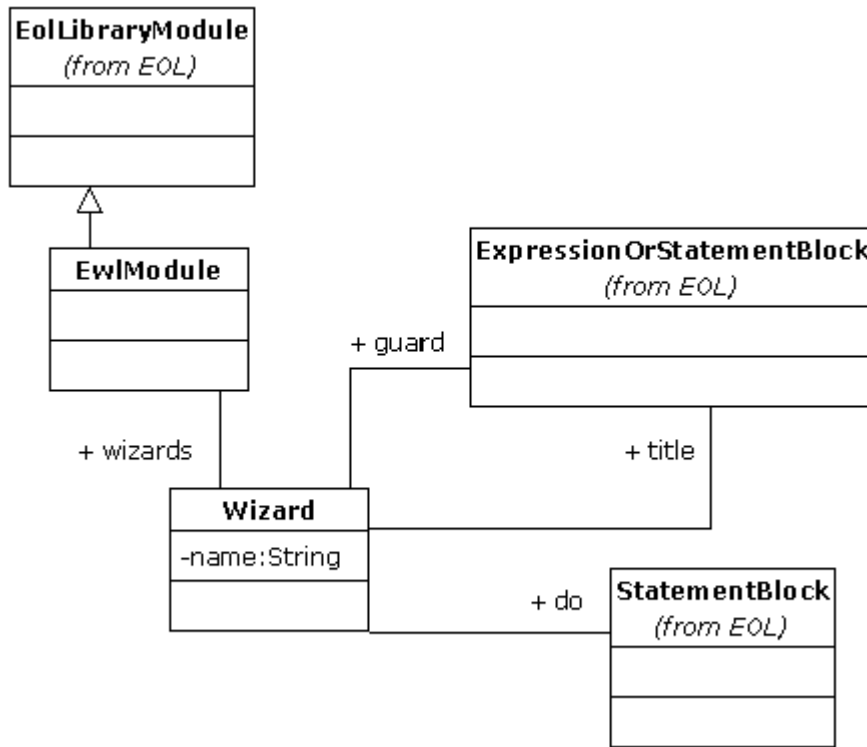 EolLibraryModule
(from EOL)
EwlModule
ExpressionOrStatementBlock
(from EOL)
+ guard
+ wizards
+ title
Wizard
-name:String
+ do
StatementBlock
(from EOL)